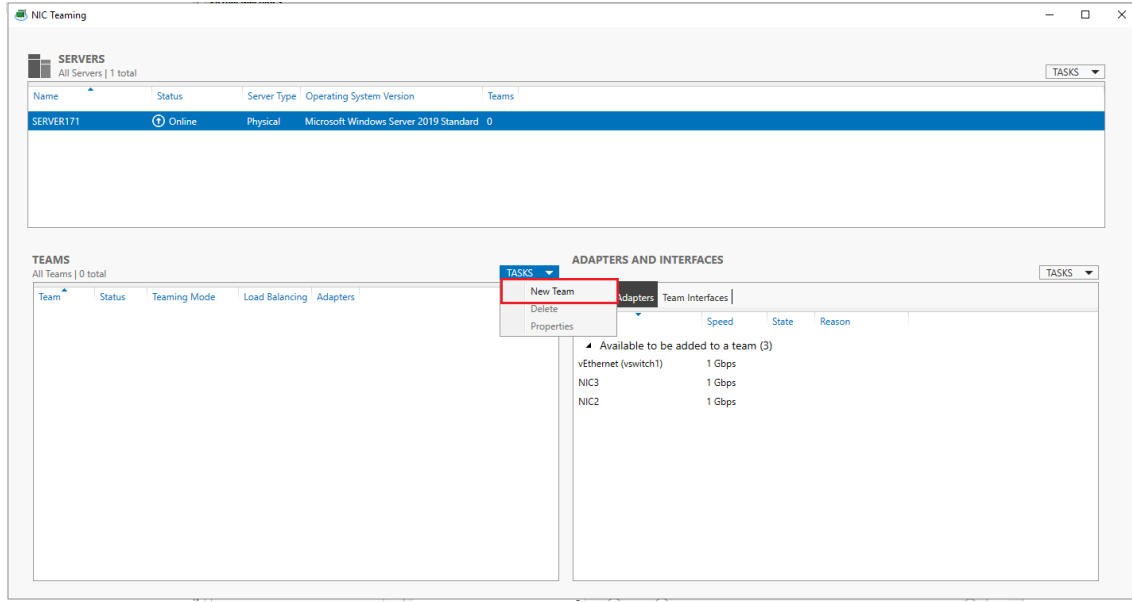 NIC Teaming
SERVERS
All Servers | 1 total
TASKS
Name Status Server Type Operating System Version Teams
SERVER171 Online Physical Microsoft Windows Server 2019 Standard 0
TEAMS
All Teams | 0 total
TASKS
New Team
Delete
Properties
Team Status Teaming Mode Load Balancing Adapters
ADAPTERS AND INTERFACES
TASKS
Adapters Team Interfaces
Speed State Reason
Available to be added to a team (3)
vEthernet (vswitch1) 1 Gbps
NIC3 1 Gbps
NIC2 1 Gbps